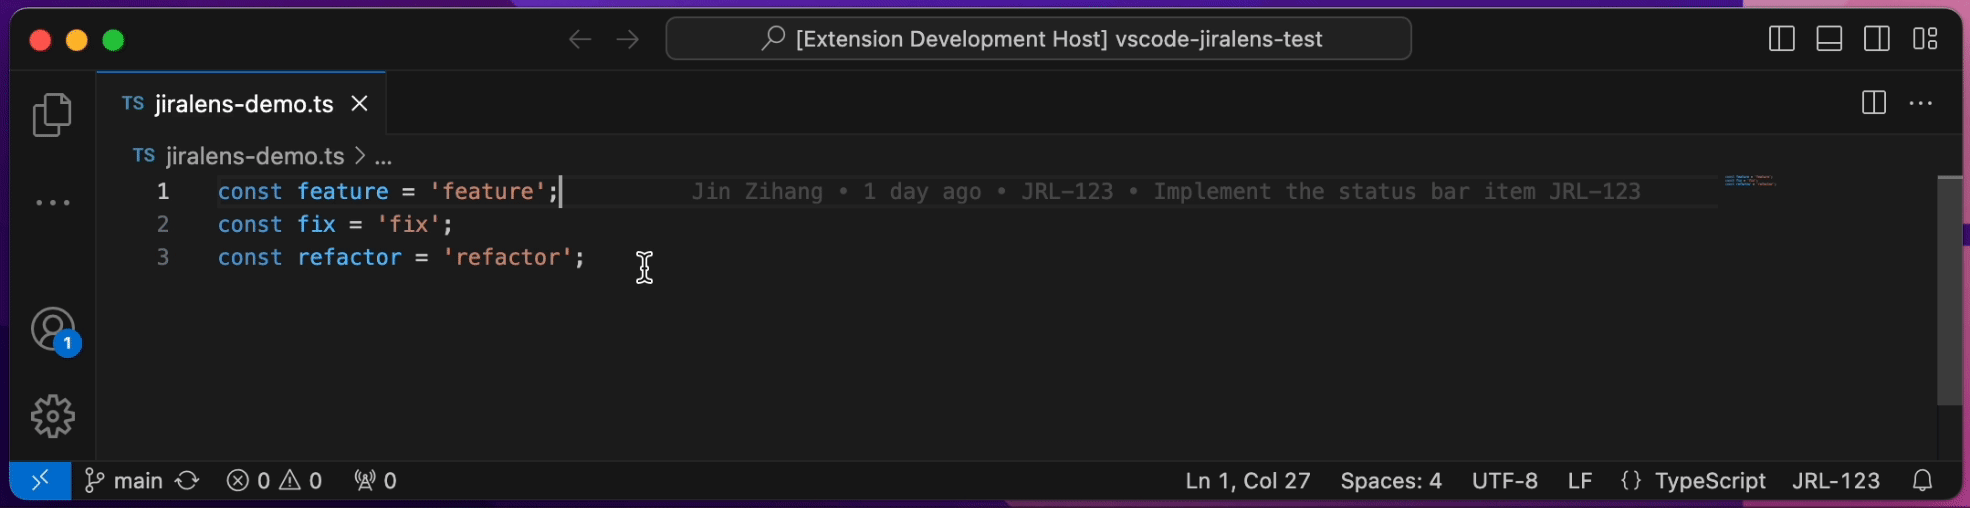 [Extension Development Host] vscode-jiralens-test
TS jiralens-demo.ts
TS jiralens-demo.ts > ...
1 const feature = 'feature'; Jin Zihang • 1 day ago • JRL-123 • Implement the status bar item JRL-123
2 const fix = 'fix';
3 const refactor = 'refactor';
1
main 0 0 0 Ln 1, Col 27 Spaces: 4 UTF-8 LF {} TypeScript JRL-123